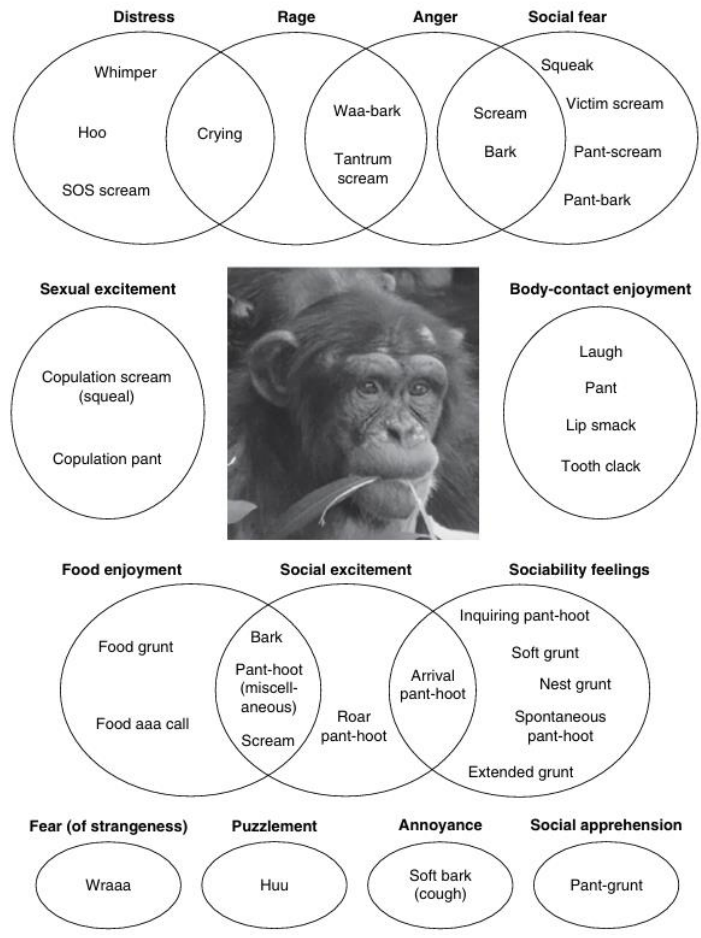 Distress
Rage
Anger
Social fear
Whimper
Hoo
SOS scream
Crying
Waa-bark
Tantrum
scream
Scream
Bark
Squeak
Victim scream
Pant-scream
Pant-bark
Sexual excitement
Body-contact enjoyment
Copulation scream
(squeal)
Copulation pant
Laugh
Pant
Lip smack
Tooth clack
Food enjoyment
Social excitement
Sociability feelings
Food grunt
Food aaa call
Bark
Pant-hoot
(miscell-
aneous)
Scream
Roar
pant-hoot
Arrival
pant-hoot
Inquiring pant-hoot
Soft grunt
Nest grunt
Spontaneous
pant-hoot
Extended grunt
Fear (of strangeness)
Puzzlement
Annoyance
Social apprehension
Wraaa
Huu
Soft bark
(cough)
Pant-grunt